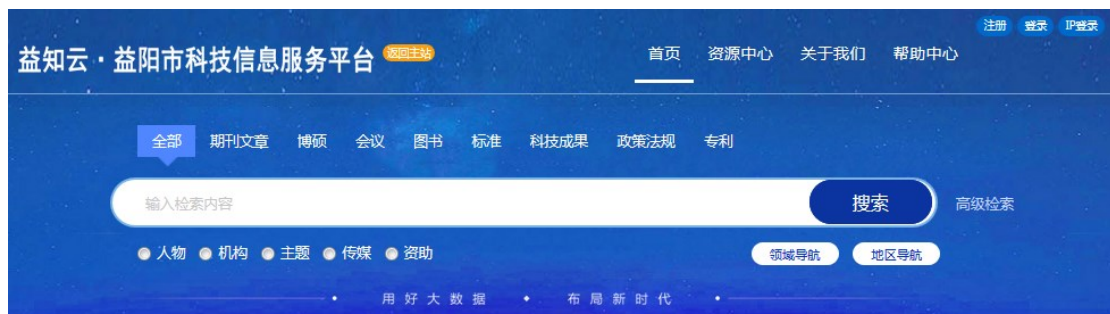 注册 登录 IP登录
益知云·益阳市科技信息服务平台 返回主站 首页 资源中心 关于我们 帮助中心
全部 期刊文章 博硕 会议 图书 标准 科技成果 政策法规 专利
输入检索内容 搜索 高级检索
人物 机构 主题 传媒 资助 领域导航 地区导航
用好大数据 • 布局新时代